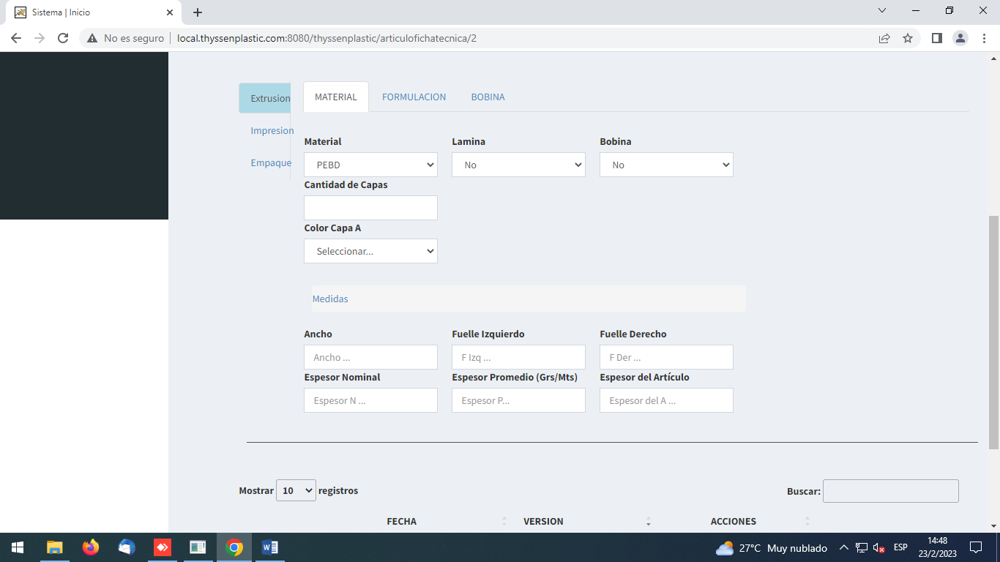 Sistema | Inicio
No es seguro
local.thyssenplastic.com:8080/thyssenplastic/articulofichatecnica/2
Extrusion
Impresion
Empaque
MATERIAL FORMULACION BOBINA
Material Lamina Bobina
PEBD No No
Cantidad de Capas
Color Capa A
Seleccionar...
Medidas
Ancho Fuelle Izquierdo Fuelle Derecho
Ancho ... F Izq ... F Der ...
Espesor Nominal Espesor Promedio (Grs/Mts) Espesor del Artículo
Espesor N ... Espesor P... Espesor del A ...
Mostrar 10 registros Buscar:
FECHA VERSION ACCIONES
27°C Muy nublado ESP 14:48
23/2/2023